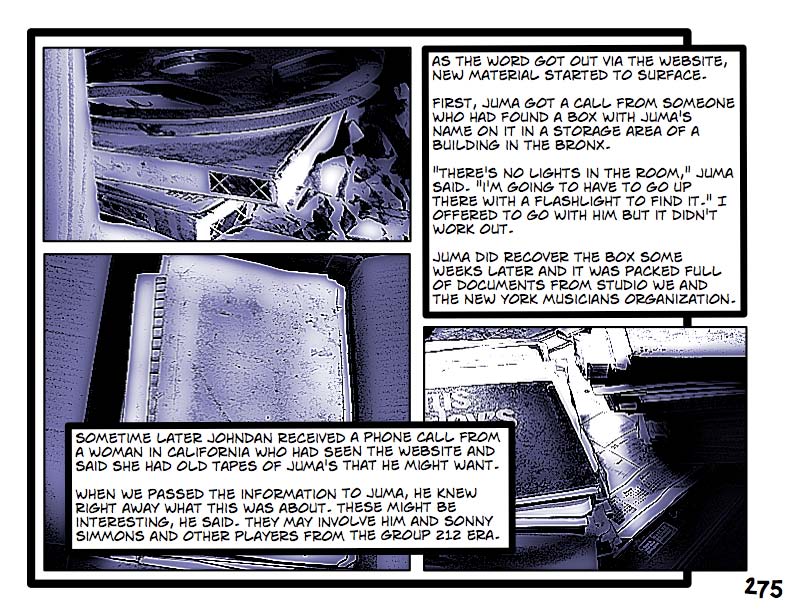 AS THE WORD GOT OUT VIA THE WEBSITE,
NEW MATERIAL STARTED TO SURFACE.
FIRST, JUMA GOT A CALL FROM SOMEONE
WHO HAD FOUND A BOX WITH JUMA'S
NAME ON IT IN A STORAGE AREA OF A
BUILDING IN THE BRONX.
"THERE'S NO LIGHTS IN THE ROOM," JUMA
SAID. "I'M GOING TO HAVE TO GO UP
THERE WITH A FLASHLIGHT TO FIND IT." I
OFFERED TO GO WITH HIM BUT IT DIDN'T
WORK OUT.
JUMA DID RECOVER THE BOX SOME
WEEKS LATER AND IT WAS PACKED FULL
OF DOCUMENTS FROM STUDIO WE AND
THE NEW YORK MUSICIANS ORGANIZATION.
SOMETIME LATER JOHNDAN RECEIVED A PHONE CALL FROM
A WOMAN IN CALIFORNIA WHO HAD SEEN THE WEBSITE AND
SAID SHE HAD OLD TAPES OF JUMA'S THAT HE MIGHT WANT.
WHEN WE PASSED THE INFORMATION TO JUMA, HE KNEW
RIGHT AWAY WHAT THIS WAS ABOUT. THESE MIGHT BE
INTERESTING, HE SAID. THEY MAY INVOLVE HIM AND SONNY
SIMMONS AND OTHER PLAYERS FROM THE GROUP 212 ERA.
275